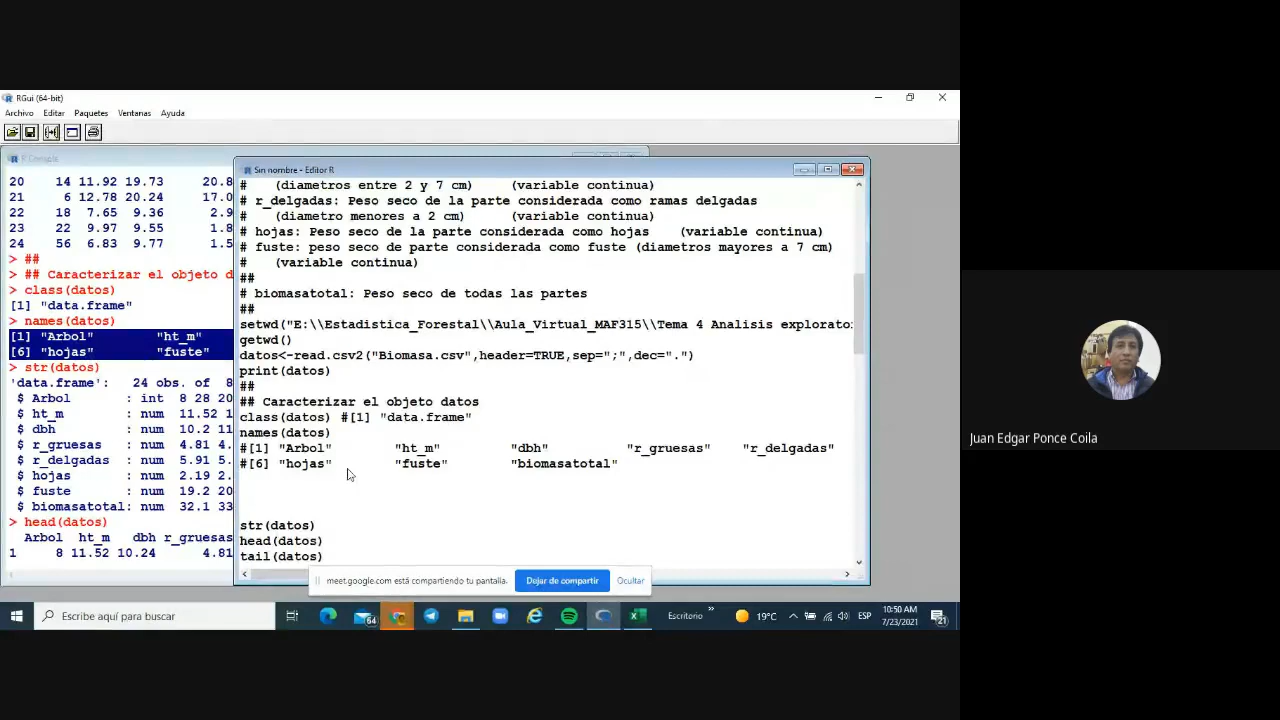 RGui (64-bit)
Archivo Editar Paquetes Ventanas Ayuda
R Console
20 14 11.92 19.73 20.8
21 6 12.78 20.24 17.0
22 18 7.65 9.36 2.9
23 22 9.97 9.55 1.8
24 56 6.83 9.77 1.5
> ##
> ## Caracterizar el objeto d
> class(datos)
[1] "data.frame"
> names(datos)
[1] "Arbol" "ht_m"
[6] "hojas" "fuste"
> str(datos)
'data.frame': 24 obs. of 8
$ Arbol : int 8 28 20
$ ht_m : num 11.52 1
$ dbh : num 10.2 11
$ r_gruesas : num 4.81 4
$ r_delgadas : num 5.91 5
$ hojas : num 2.19 2
$ fuste : num 19.2 20
$ biomasatotal: num 32.1 33
> head(datos)
Arbol ht_m dbh r_gruesas
1 8 11.52 10.24 4.81
Sin nombre - Editor R
# (diametros entre 2 y 7 cm) (variable continua)
# r_delgadas: Peso seco de la parte considerada como ramas delgadas
# (diametro menores a 2 cm) (variable continua)
# hojas: Peso seco de la parte considerada como hojas (variable continua)
# fuste: peso seco de parte considerada como fuste (diametros mayores a 7 cm)
# (variable continua)
##
# biomasatotal: Peso seco de todas las partes
##
setwd("E:\\Estadistica_Forestal\\Aula_Virtual_MAF315\\Tema 4 Analisis explorato
getwd()
datos<-read.csv2("Biomasa.csv",header=TRUE,sep=";",dec=".")
print(datos)
##
## Caracterizar el objeto datos
class(datos) #[1] "data.frame"
names(datos)
#[1] "Arbol" "ht_m" "dbh" "r_gruesas" "r_delgadas"
#[6] "hojas" "fuste" "biomasatotal"
str(datos)
head(datos)
tail(datos)
meet.google.com está compartiendo tu pantalla.
Dejar de compartir
Ocultar
Juan Edgar Ponce Coila
Escribe aquí para buscar
64
Escritorio
19°C
ESP
10:50 AM
7/23/2021
21